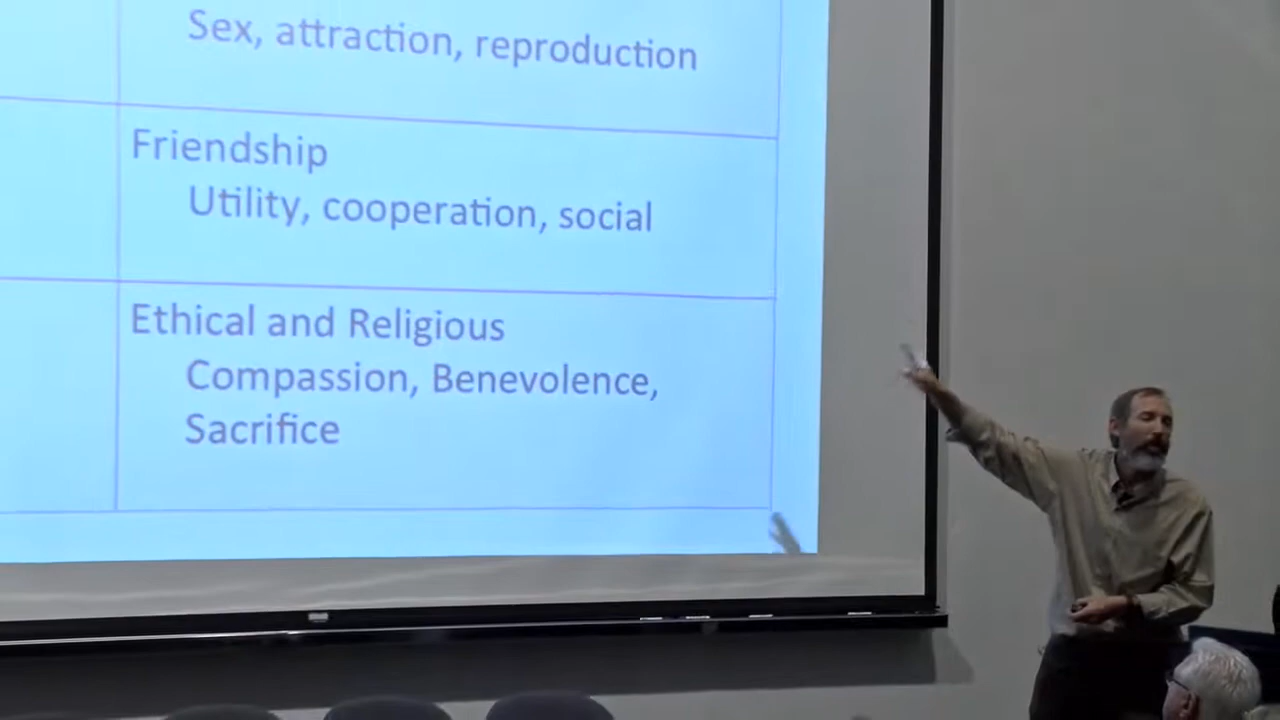 Sex, attraction, reproduction
Friendship
Utility, cooperation, social
Ethical and Religious
Compassion, Benevolence,
Sacrifice